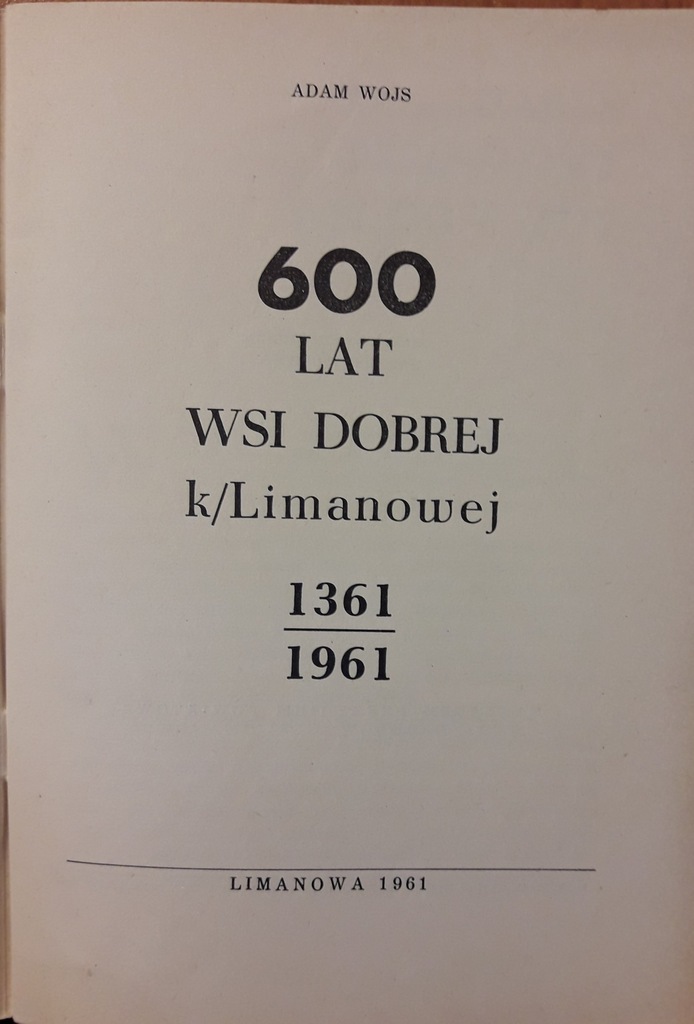 ADAM WOJS
600
LAT
WSI DOBREJ
k/Limanowej
1361
1961
LIMANOWA 1961